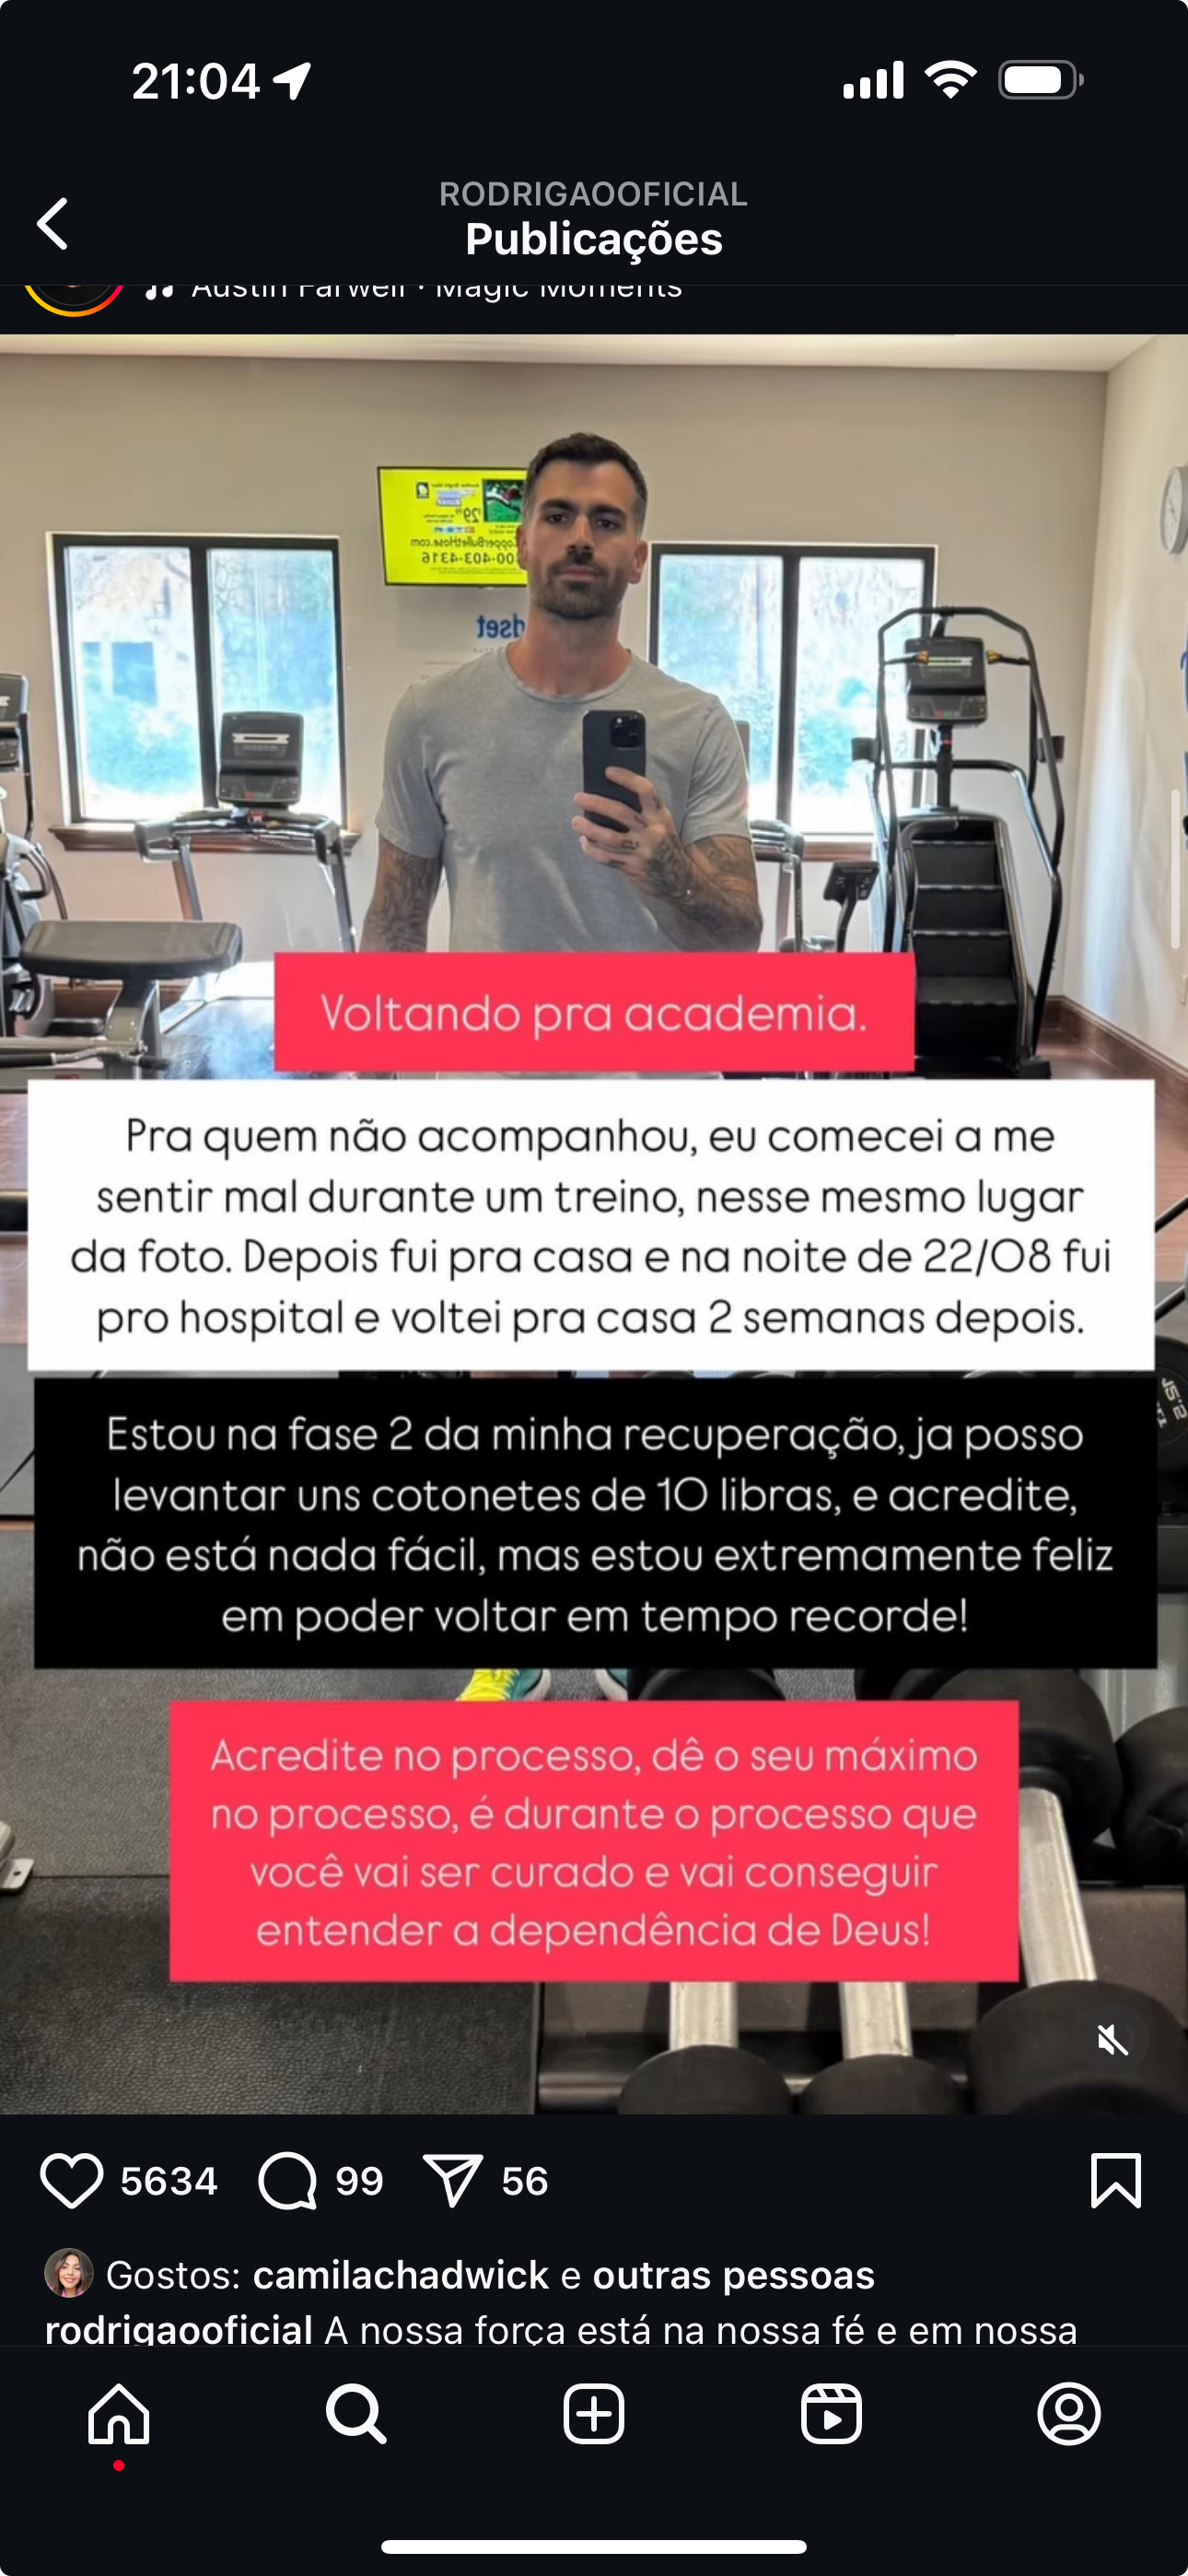 21:04
RODRIGAOOFICIAL
Publicações
Austin Farwell · Magic Moments
Voltando pra academia.
Pra quem não acompanhou, eu comecei a me
sentir mal durante um treino, nesse mesmo lugar
da foto. Depois fui pra casa e na noite de 22/08 fui
pro hospital e voltei pra casa 2 semanas depois.
Estou na fase 2 da minha recuperação, ja posso
levantar uns cotonetes de 10 libras, e acredite,
não está nada fácil, mas estou extremamente feliz
em poder voltar em tempo recorde!
Acredite no processo, dê o seu máximo
no processo, é durante o processo que
você vai ser curado e vai conseguir
entender a dependência de Deus!
5634 99 56
Gostos: camilachadwick e outras pessoas
rodrigaooficial A nossa força está na nossa fé e em nossa